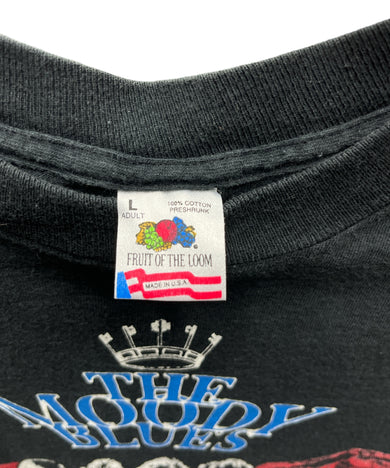 L
ADULT
100% COTTON
PRESHRUNK
FRUIT OF THE LOOM
MADE IN U.S.A
THE
MOODY
BLUES